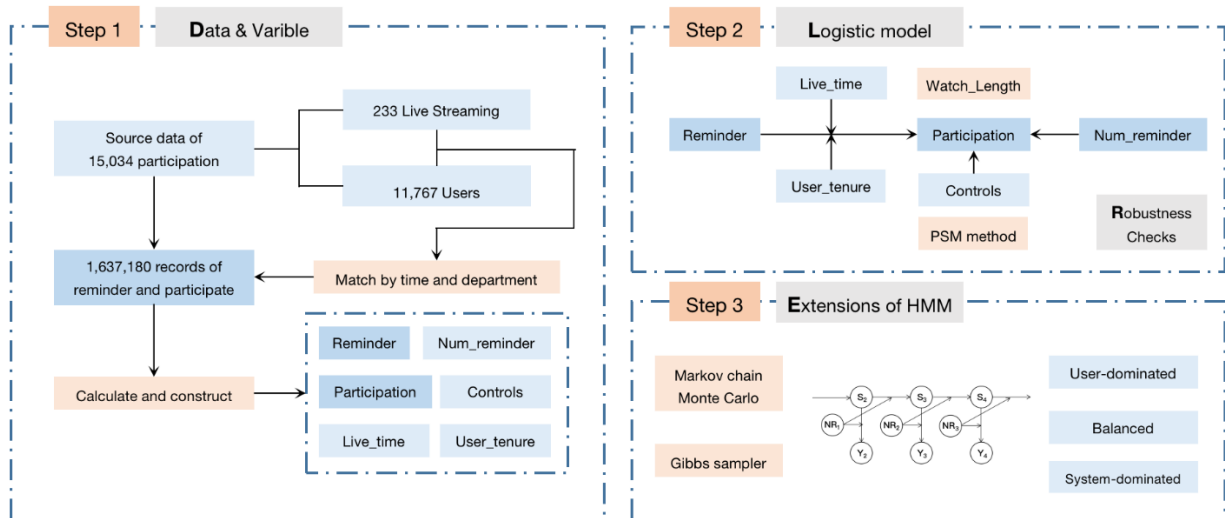 Step 1
Data & Varible
Source data of
15,034 participation
233 Live Streaming
11,767 Users
1,637,180 records of
reminder and participate
Match by time and department
Calculate and construct
Reminder
Num_reminder
Participation
Controls
Live_time
User_tenure
Step 2
Logistic model
Live_time
Watch_Length
Reminder
Participation
Num_reminder
User_tenure
Controls
PSM method
Robustness
Checks
Step 3
Extensions of HMM
Markov chain
Monte Carlo
Gibbs sampler
S₂
S₃
S₄
NR₁
NR₂
NR₃
Y₂
Y₃
Y₄
User-dominated
Balanced
System-dominated